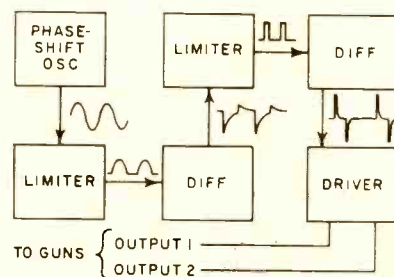 PHASE-
SHIFT
OSC
LIMITER
DIFF
LIMITER
DIFF
DRIVER
TO GUNS
OUTPUT 1
OUTPUT 2